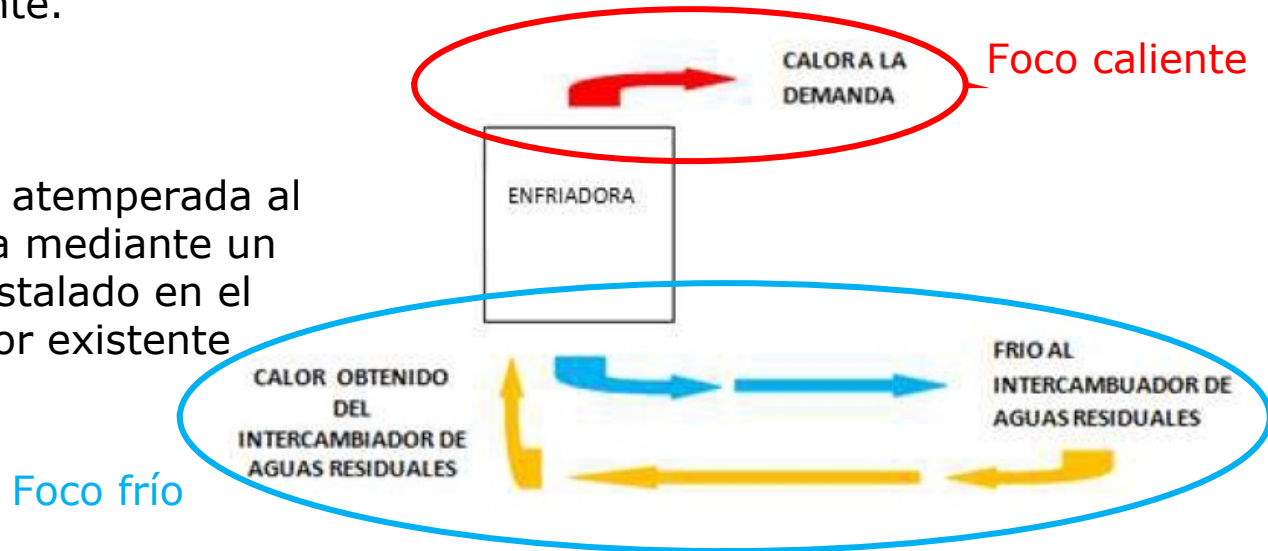 nte.
CALOR A LA
DEMANDA
Foco caliente
atemperada al
a mediante un
stalado en el
or existente
ENFRIADORA
CALOR OBTENIDO
DEL
INTERCAMBIADOR DE
AGUAS RESIDUALES
FRIO AL
INTERCAMBUADOR DE
AGUAS RESIDUALES
Foco frío